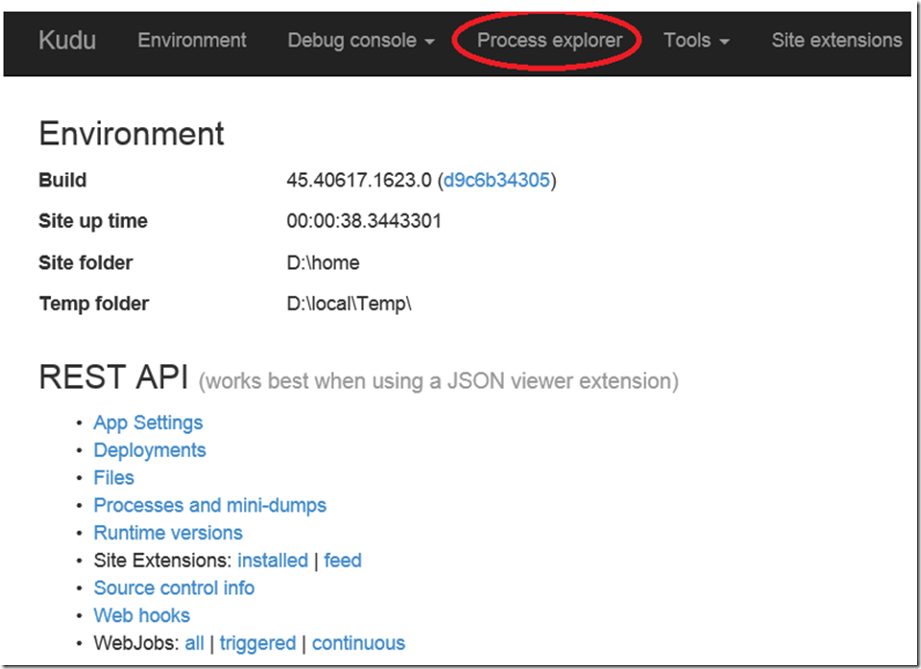 Kudu Environment Debug console Process explorer Tools Site extensions
Environment
Build 45.40617.1623.0 (d9c6b34305)
Site up time 00:00:38.3443301
Site folder D:\home
Temp folder D:\local\Temp\
REST API (works best when using a JSON viewer extension)
• App Settings
• Deployments
• Files
• Processes and mini-dumps
• Runtime versions
• Site Extensions: installed | feed
• Source control info
• Web hooks
• WebJobs: all | triggered | continuous